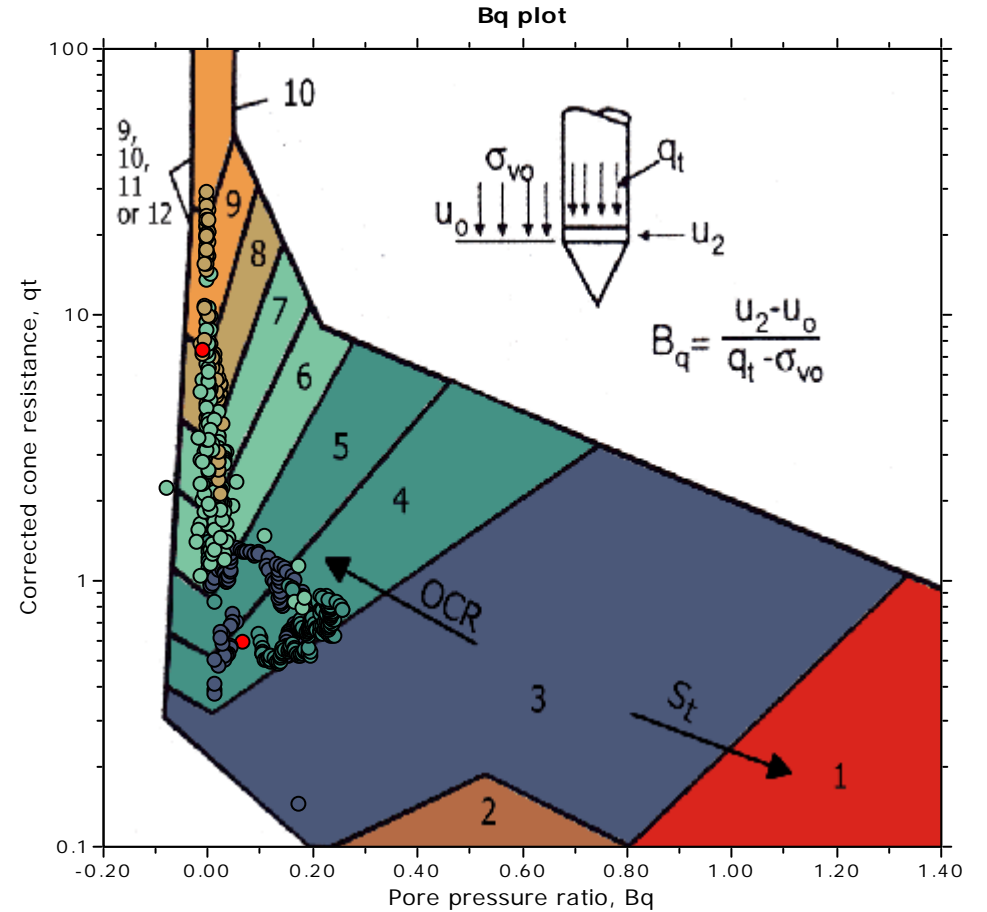 Bq plot
Corrected cone resistance, qt
100
10
1
0.1
10
9,
10,
11
or 12
9
8
7
6
5
4
3
2
1
σvo
uo
qt
u2
Bq= u2-uo
qt -σvo
OCR
St
-0.20 0.00 0.20 0.40 0.60 0.80 1.00 1.20 1.40
Pore pressure ratio, Bq